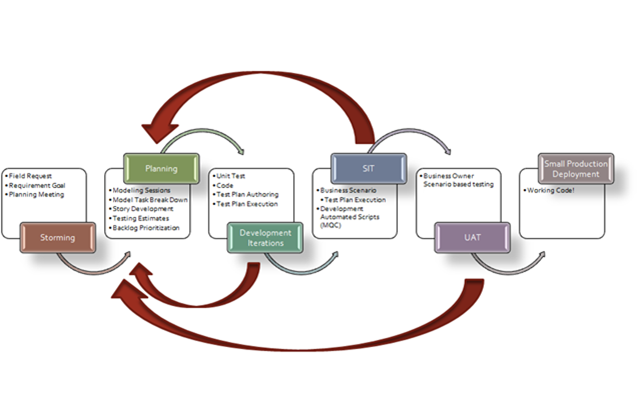 • Field Request
• Requirement Goal
• Planning Meeting
Storming
Planning
• Modeling Sessions
• Model Task Break Down
• Story Development
• Testing Estimates
• Backlog Prioritization
• Unit Test
• Code
• Test Plan Authoring
• Test Plan Execution
Development
Iterations
SIT
• Business Scenario
• Test Plan Execution
• Development
Automated Scripts
(MQC)
• Business Owner
Scenario based testing
UAT
Small Production
Deployment
• Working Code!